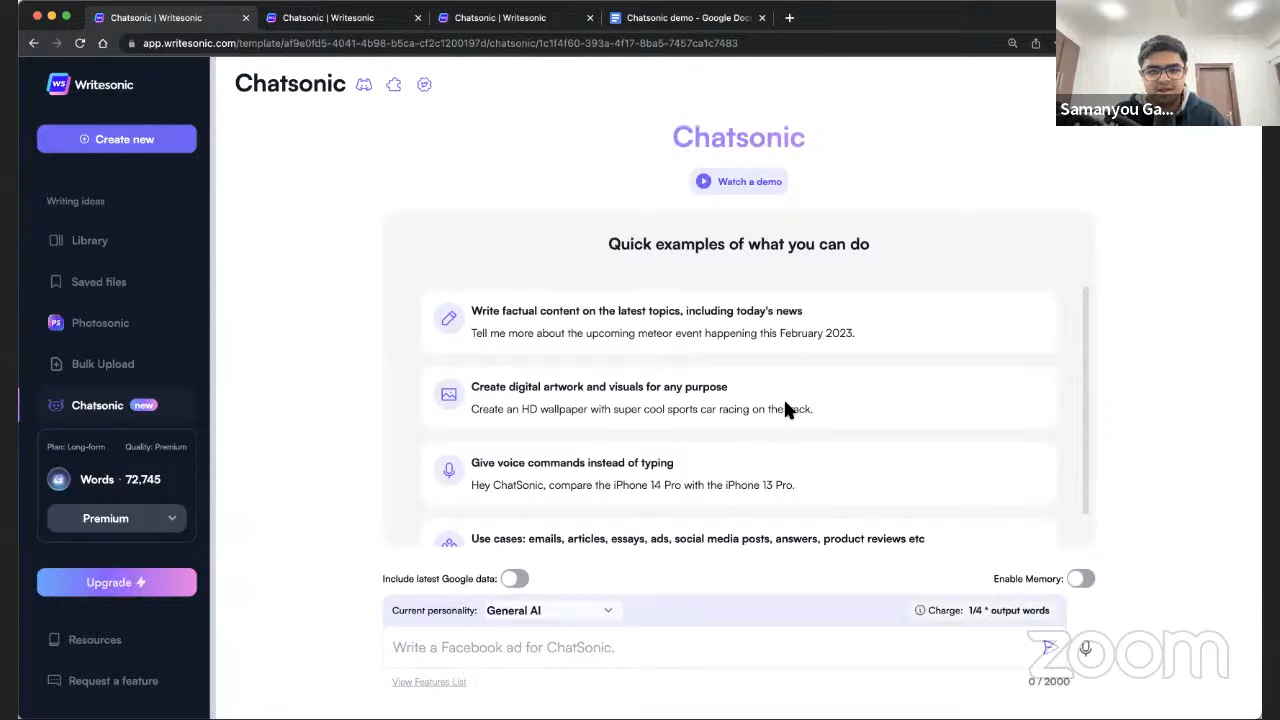 Chatsonic | Writesonic
Chatsonic | Writesonic
Chatsonic | Writesonic
Chatsonic demo - Google Doc
app.writesonic.com/template/af9e0fd5-4041-4b98-b5ca-cf2c1200197d/chatsonic/1c1f4f60-393a-4f17-8ba5-7457ca1c7483
Samanyou Ga...
WS Writesonic
Create new
Writing ideas
Library
Saved files
PS Photosonic
Bulk Upload
Chatsonic new
Plan: Long-form Quality: Premium
Words · 72,745
Premium
Upgrade
Resources
Request a feature
Chatsonic
Chatsonic
Watch a demo
Quick examples of what you can do
Write factual content on the latest topics, including today's news
Tell me more about the upcoming meteor event happening this February 2023.
Create digital artwork and visuals for any purpose
Create an HD wallpaper with super cool sports car racing on the
Give voice commands instead of typing
Hey ChatSonic, compare the iPhone 14 Pro with the iPhone 13 Pro.
Use cases: emails, articles, essays, ads, social media posts, answers, product reviews etc
Include latest Google data:
Enable Memory:
Current personality: General AI
Charge: 1/4 * output words
Write a Facebook ad for ChatSonic.
View Features List
0 / 2000
zoom